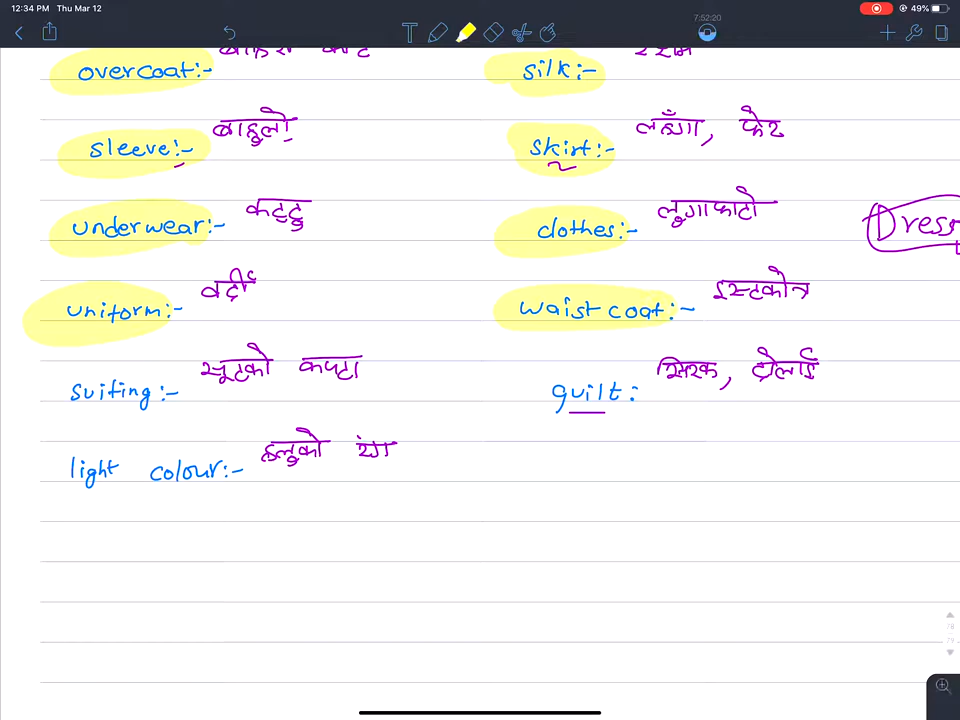 12:34 PM Thu Mar 12
49%
7:52:20
overcoat:- silk:-
बाहुलो लहँगा, फेर
sleeve:- skirt:-
कट्टु लूगाफाटो
underwear:- clothes:- Dress
वर्दी इस्टकोट
uniform:- waist coat:-
सूटको कपडा सिरक, ढोलाई
suiting:- quilt:
हलुको रंग
light colour:-